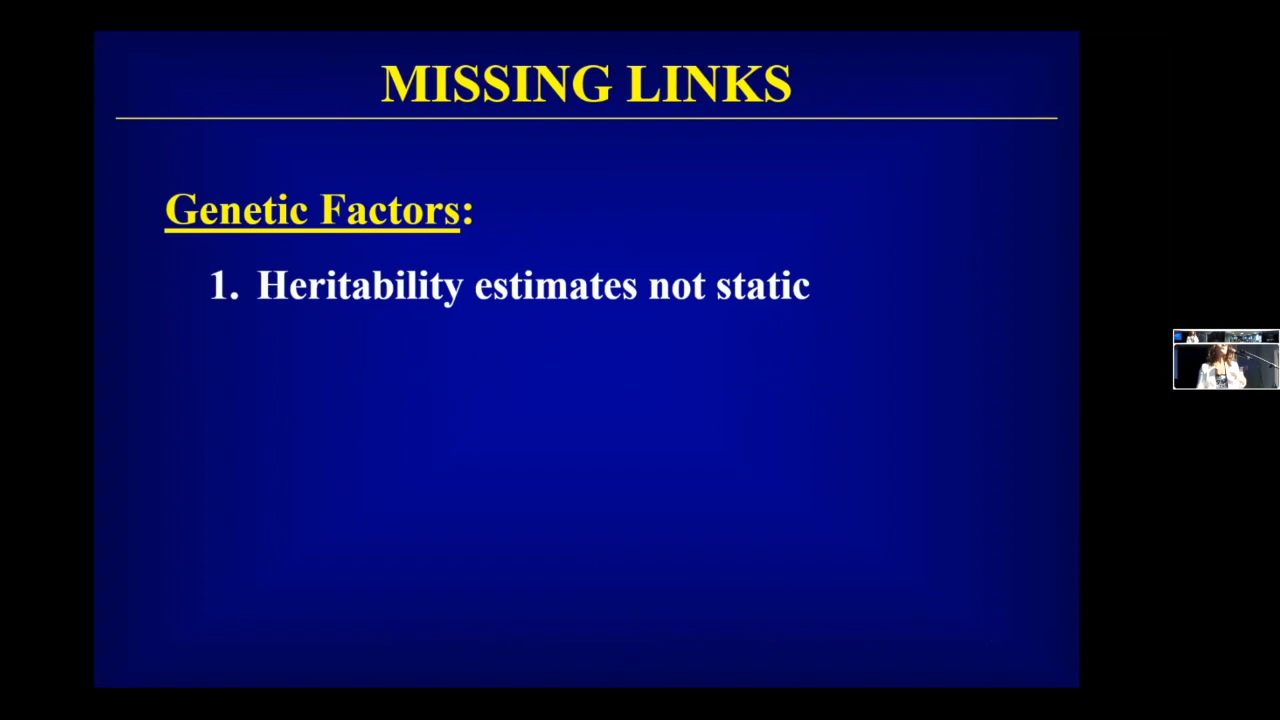 MISSING LINKS
Genetic Factors:
1. Heritability estimates not static